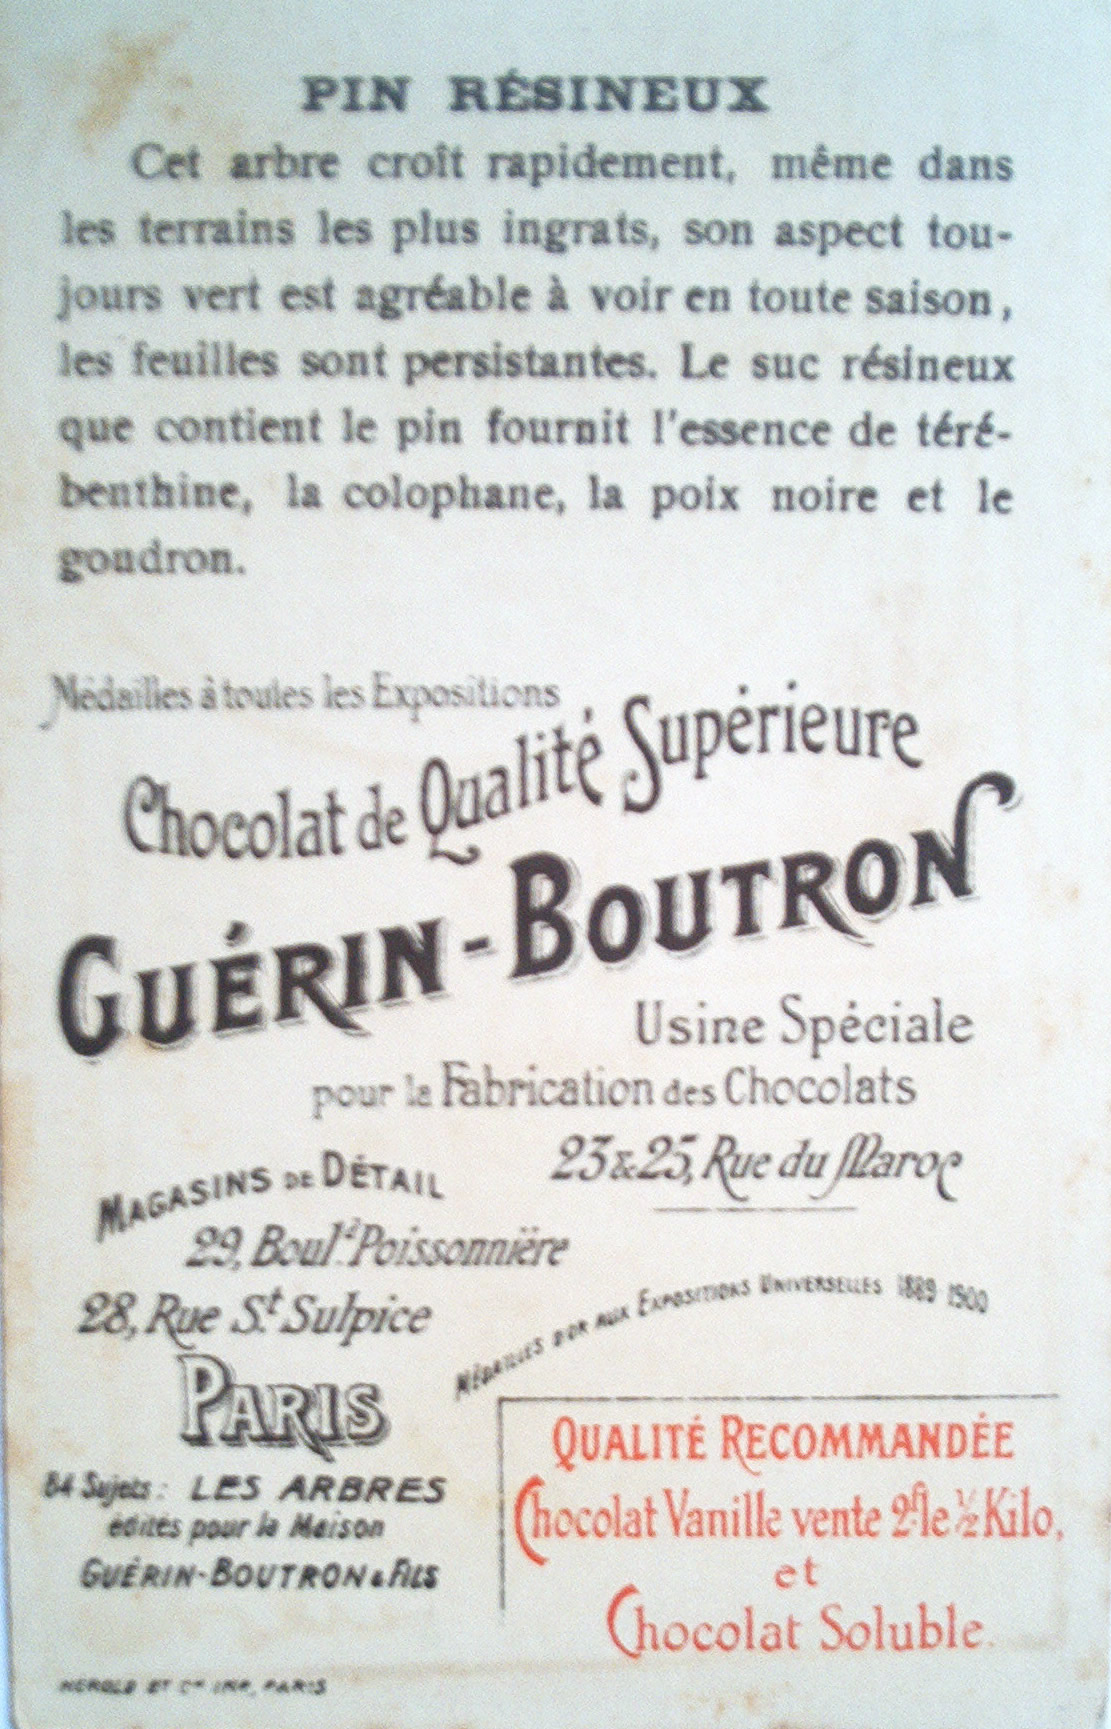 PIN RÉSINEUX
Cet arbre croît rapidement, même dans
les terrains les plus ingrats, son aspect tou-
jours vert est agréable à voir en toute saison,
les feuilles sont persistantes. Le suc résineux
que contient le pin fournit l'essence de téré-
benthine, la colophane, la poix noire et le
goudron.
Médailles à toutes les Expositions
Chocolat de Qualité Supérieure
GUÉRIN-BOUTRON
Usine Spéciale
pour la Fabrication des Chocolats
23 & 25, Rue du Maroc
MAGASINS DE DÉTAIL
29, Boul.d Poissonnière
28, Rue St. Sulpice
PARIS
MÉDAILLES D'OR AUX EXPOSITIONS UNIVERSELLES 1889-1900
84 Sujets: LES ARBRES
édités pour la Maison
GUÉRIN-BOUTRON & FILS
QUALITÉ RECOMMANDÉE
Chocolat Vanille vente 2f. le ½ Kilo,
et
Chocolat Soluble.
HEROLD ET Cie IMP. PARIS